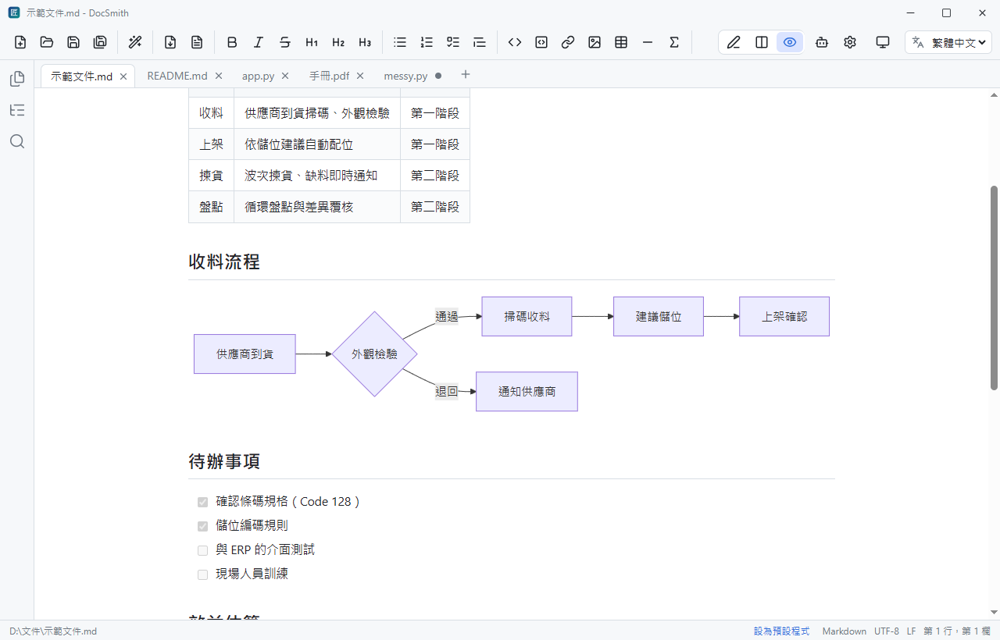 匠 示範文件.md - DocSmith
B I S H1 H2 H3 Σ 繁體中文
示範文件.md README.md app.py 手冊.pdf messy.py
收料 供應商到貨掃碼、外觀檢驗 第一階段
上架 依儲位建議自動配位 第一階段
揀貨 波次揀貨、缺料即時通知 第二階段
盤點 循環盤點與差異覆核 第二階段
收料流程
通過 掃碼收料 建議儲位 上架確認
供應商到貨 外觀檢驗
退回 通知供應商
待辦事項
確認條碼規格（Code 128）
儲位編碼規則
與 ERP 的介面測試
現場人員訓練
D:\文件\示範文件.md 設為預設程式 Markdown UTF-8 LF 第 1 行，第 1 欄